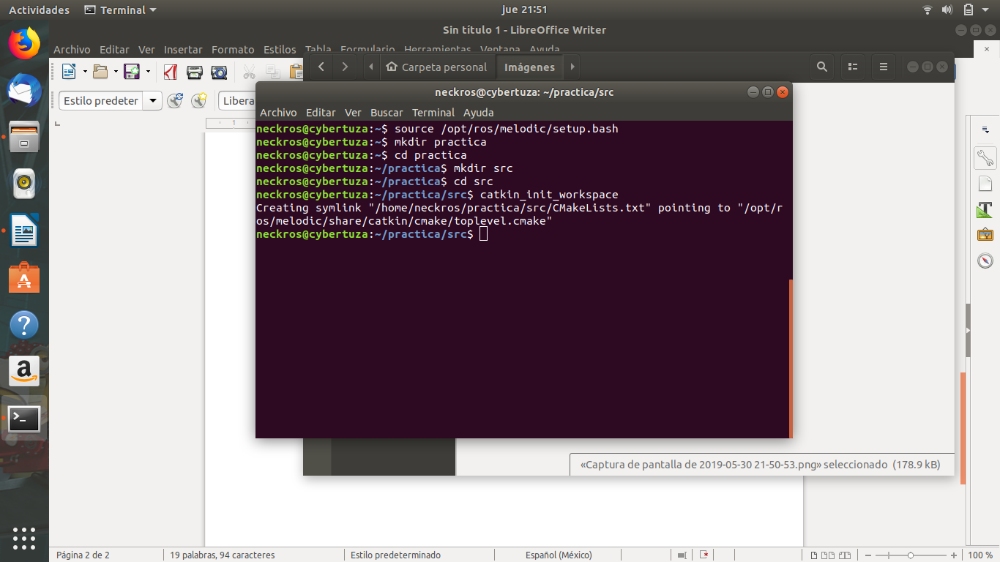 Actividades Terminal jue 21:51
Sin título 1 - LibreOffice Writer
Archivo Editar Ver Insertar Formato Estilos Tabla Formulario Herramientas Ventana Ayuda
Carpeta personal Imágenes
Estilo predeter Libera
1
neckros@cybertuza: ~/practica/src
Archivo Editar Ver Buscar Terminal Ayuda
neckros@cybertuza:~$ source /opt/ros/melodic/setup.bash
neckros@cybertuza:~$ mkdir practica
neckros@cybertuza:~$ cd practica
neckros@cybertuza:~/practica$ mkdir src
neckros@cybertuza:~/practica$ cd src
neckros@cybertuza:~/practica/src$ catkin_init_workspace
Creating symlink "/home/neckros/practica/src/CMakeLists.txt" pointing to "/opt/r
os/melodic/share/catkin/cmake/toplevel.cmake"
neckros@cybertuza:~/practica/src$
«Captura de pantalla de 2019-05-30 21-50-53.png» seleccionado (178.9 kB)
Página 2 de 2 19 palabras, 94 caracteres Estilo predeterminado Español (México) 100 %